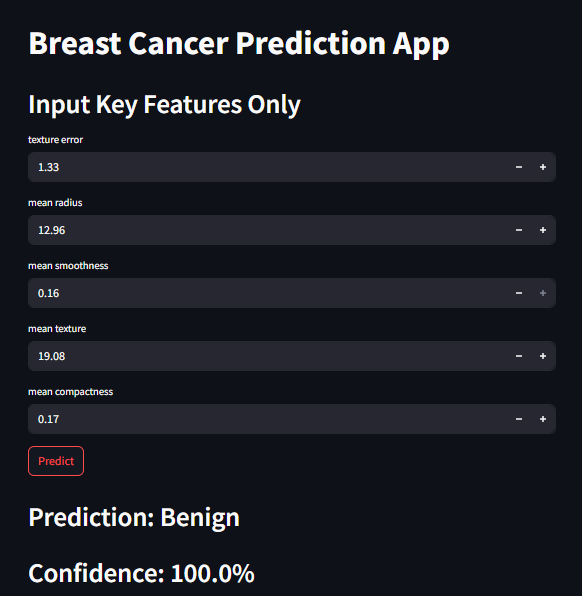 Breast Cancer Prediction App
Input Key Features Only
texture error
1.33
mean radius
12.96
mean smoothness
0.16
mean texture
19.08
mean compactness
0.17
Predict
Prediction: Benign
Confidence: 100.0%